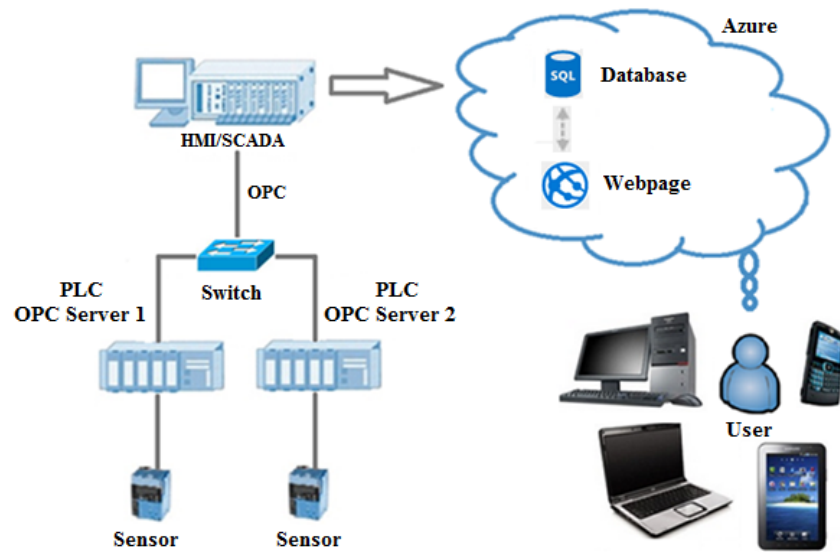 Azure
SQL
Database
HMI/SCADA
OPC
Webpage
Switch
PLC
OPC Server 1
PLC
OPC Server 2
User
Sensor
Sensor